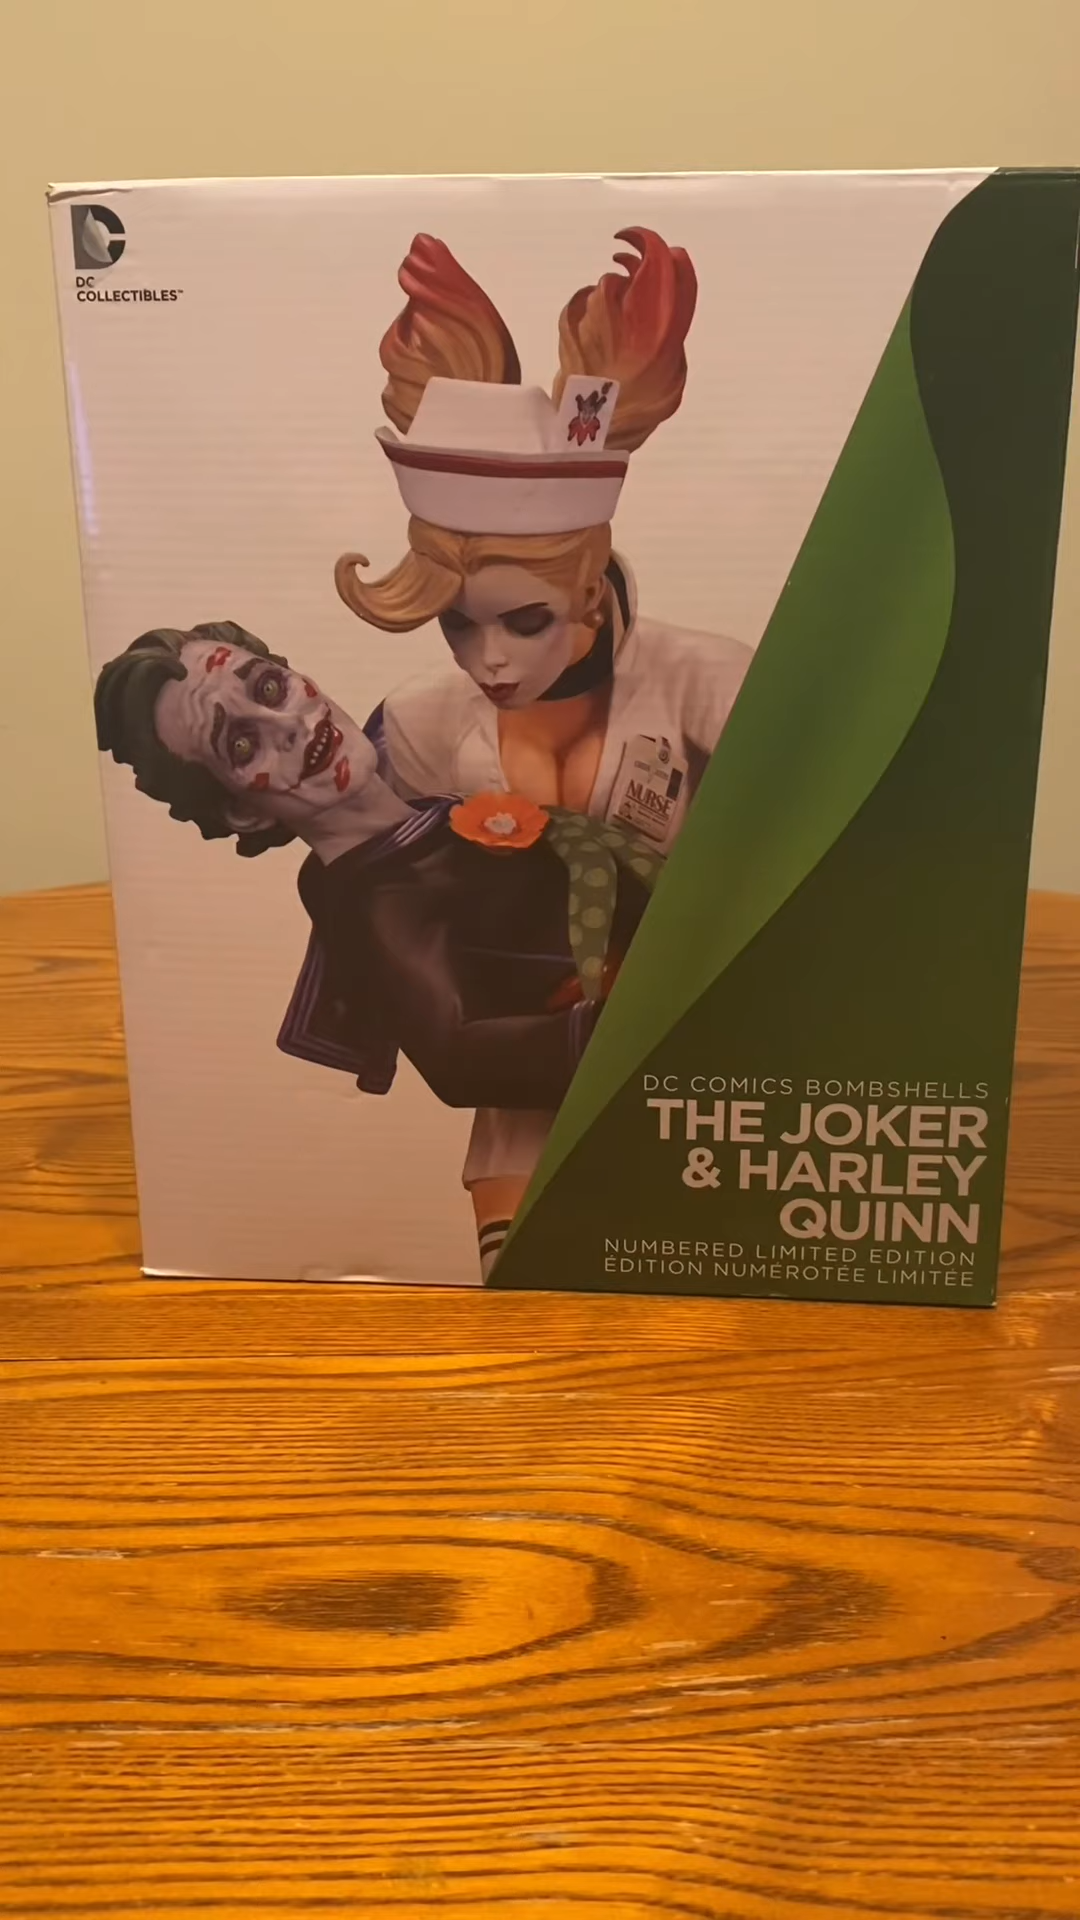 DC
COLLECTIBLES™
NURSE
DC COMICS BOMBSHELLS
THE JOKER
& HARLEY
QUINN
NUMBERED LIMITED EDITION
ÉDITION NUMÉROTÉE LIMITÉE